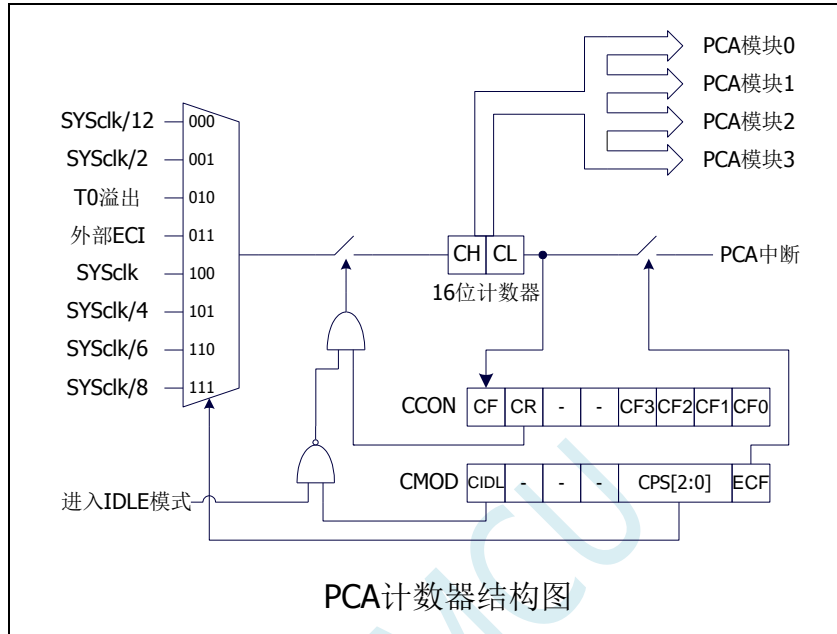 PCA模块0
PCA模块1
PCA模块2
PCA模块3
SYSclk/12 000
SYSclk/2 001
T0溢出 010
外部ECI 011
SYSclk 100
SYSclk/4 101
SYSclk/6 110
SYSclk/8 111
CH CL
PCA中断
16位计数器
CCON CF CR - - CF3 CF2 CF1 CF0
CMOD CIDL - - - CPS[2:0] ECF
进入IDLE模式
MCU
PCA计数器结构图